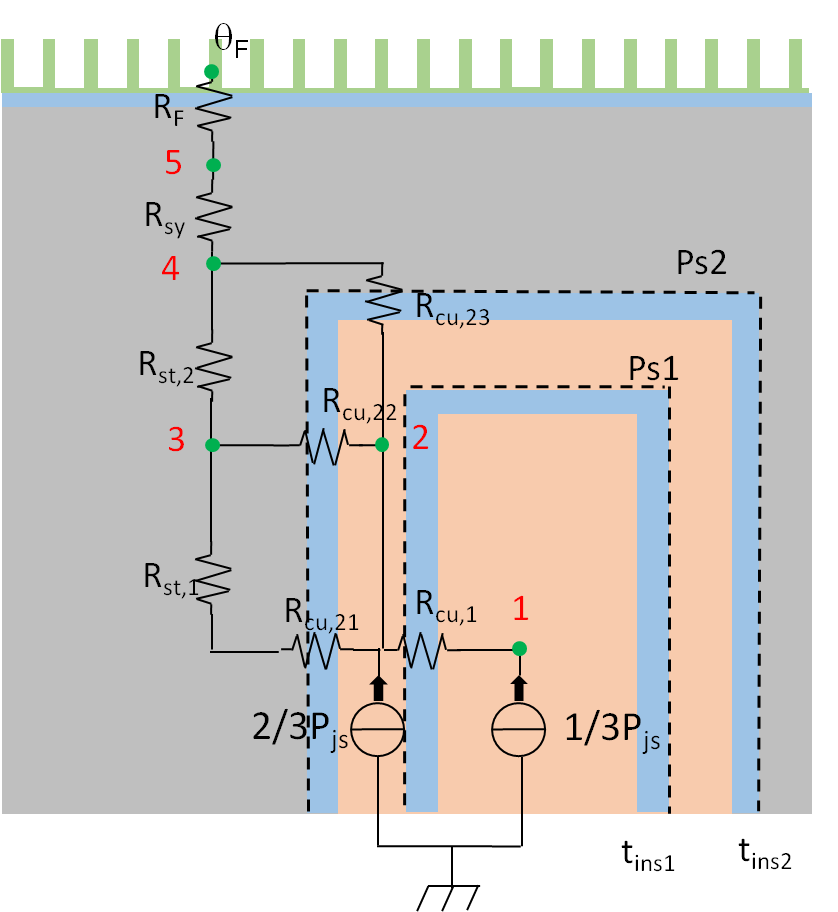 θF
RF
5
Rsy
4
Ps2
Rcu,23
Rst,2
Ps1
Rcu,22
3
2
Rst,1
Rcu,21
Rcu,1
1
2/3Pjs
1/3Pjs
tins1
tins2